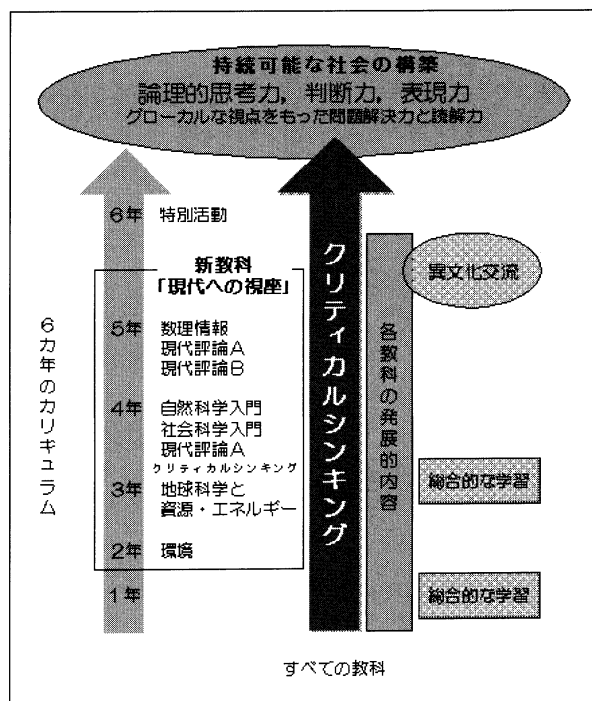 持続可能な社会の構築
論理的思考力，判断力，表現力
グローカルな視点をもった問題解決力と読解力
6年 特別活動
新教科
「現代への視座」
5年 数理情報
現代評論A
現代評論B
4年 自然科学入門
社会科学入門
現代評論A
クリティカルシンキング
3年 地球科学と
資源・エネルギー
2年 環境
1年
6カ年のカリキュラム
クリティカルシンキング
各教科の発展的内容
異文化交流
総合的な学習
総合的な学習
すべての教科